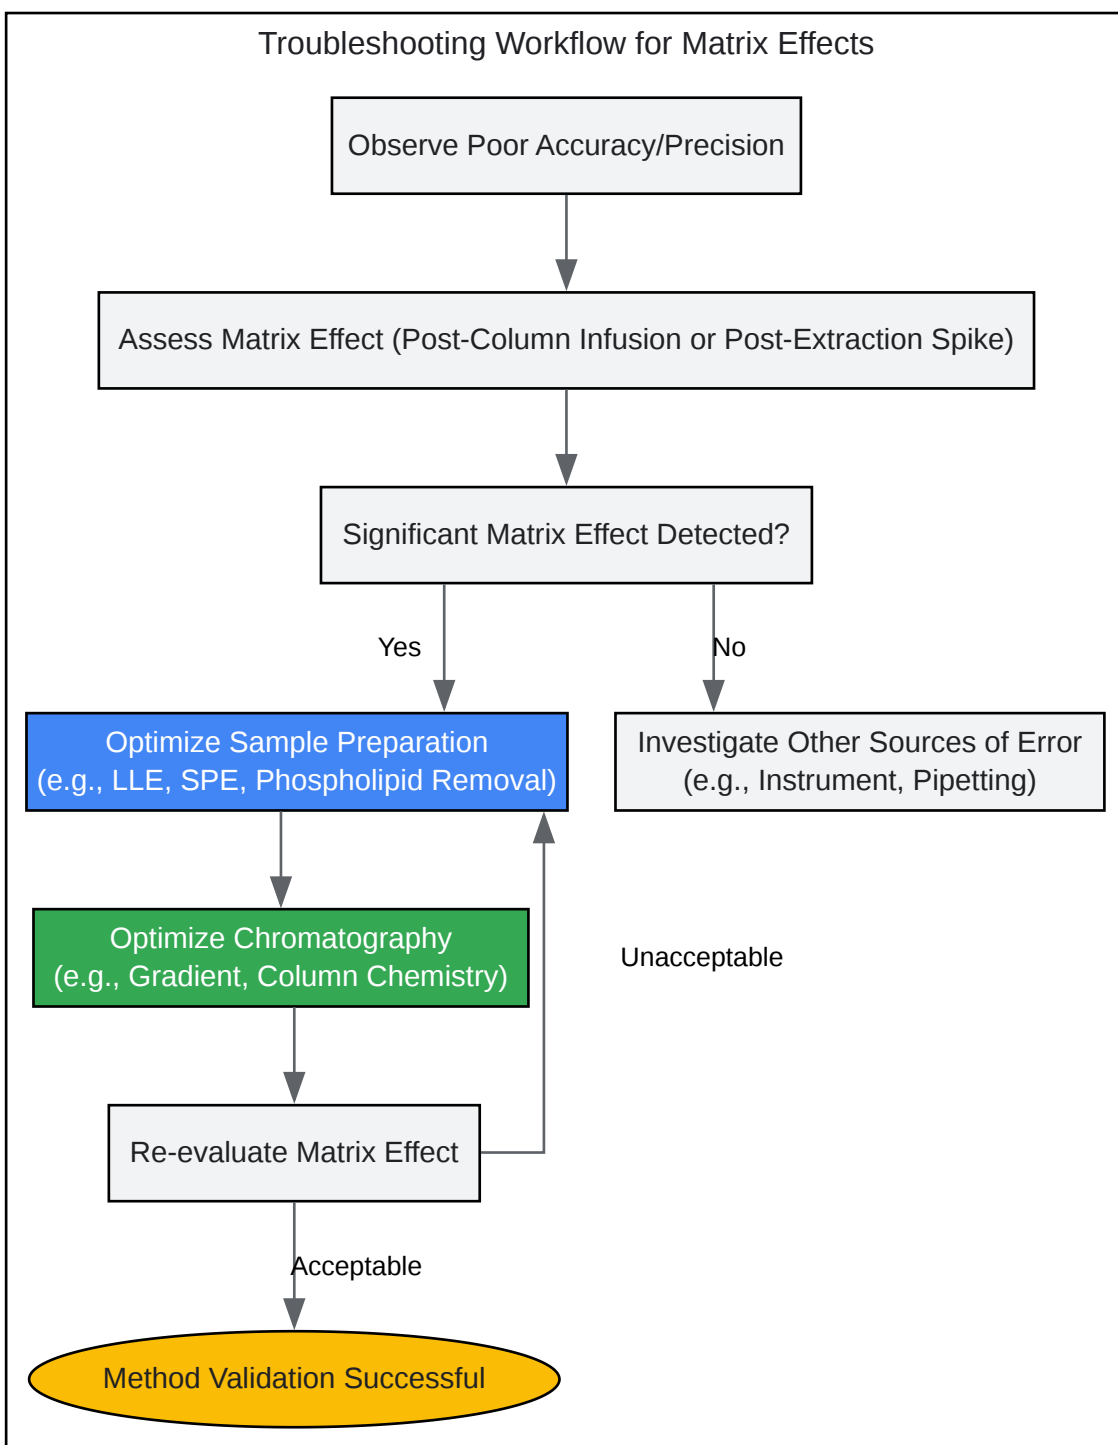 Troubleshooting Workflow for Matrix Effects
Observe Poor Accuracy/Precision
Assess Matrix Effect (Post-Column Infusion or Post-Extraction Spike)
Significant Matrix Effect Detected?
Yes
No
Optimize Sample Preparation
(e.g., LLE, SPE, Phospholipid Removal)
Investigate Other Sources of Error
(e.g., Instrument, Pipetting)
Optimize Chromatography
(e.g., Gradient, Column Chemistry)
Unacceptable
Re-evaluate Matrix Effect
Acceptable
Method Validation Successful